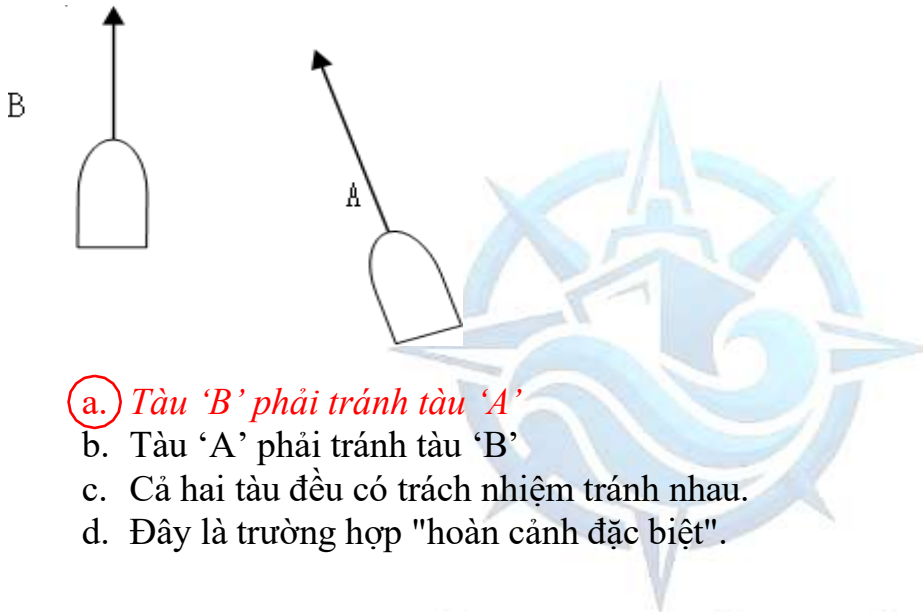 B
A
a. Tàu ‘B’ phải tránh tàu ‘A’
b. Tàu ‘A’ phải tránh tàu ‘B’
c. Cả hai tàu đều có trách nhiệm tránh nhau.
d. Đây là trường hợp "hoàn cảnh đặc biệt".